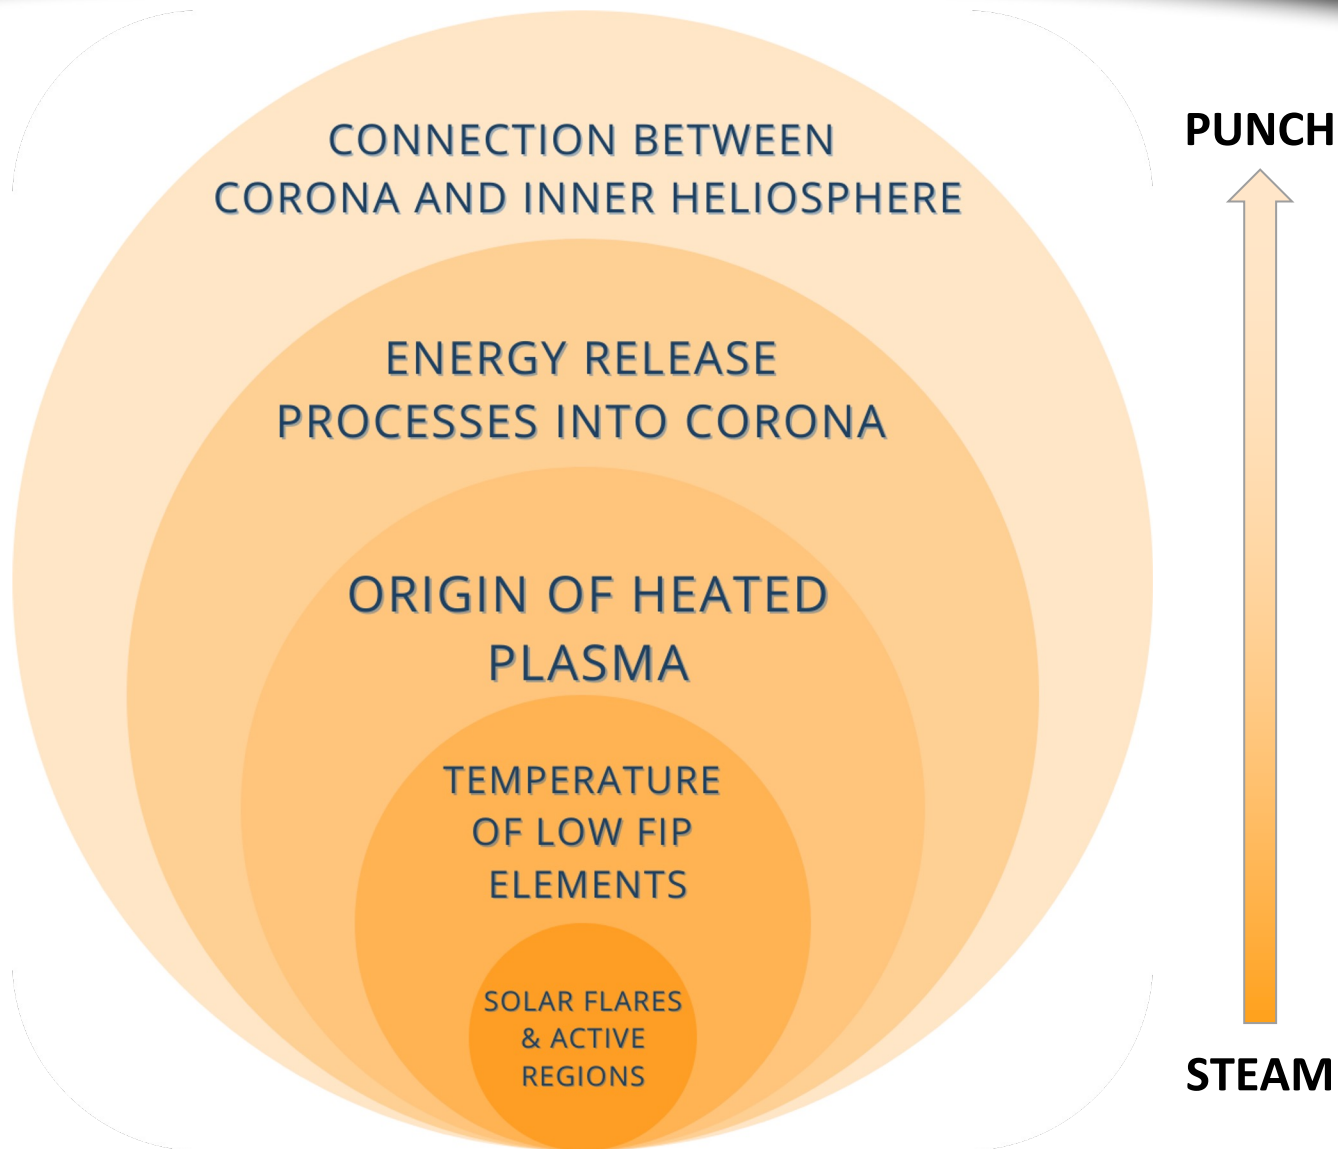 CONNECTION BETWEEN
CORONA AND INNER HELIOSPHERE
PUNCH
ENERGY RELEASE
PROCESSES INTO CORONA
ORIGIN OF HEATED
PLASMA
TEMPERATURE
OF LOW FIP
ELEMENTS
SOLAR FLARES
& ACTIVE
REGIONS
STEAM